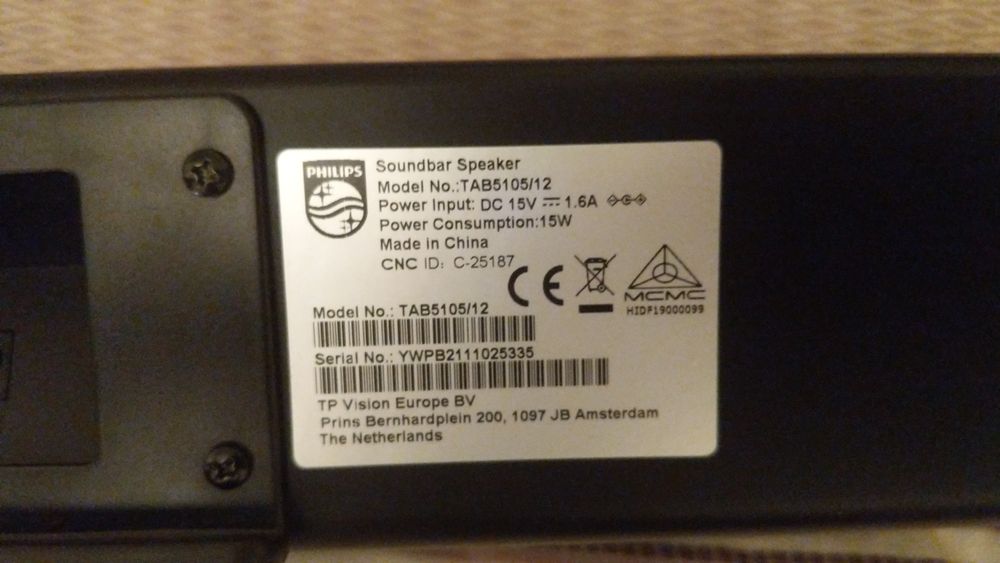 PHILIPS
Soundbar Speaker
Model No.:TAB5105/12
Power Input: DC 15V ⎓ 1.6A
Power Consumption:15W
Made in China
CNC ID: C-25187
CE
MCMC
HIDF19000099
Model No.: TAB5105/12
Serial No.: YWPB2111025335
TP Vision Europe BV
Prins Bernhardplein 200, 1097 JB Amsterdam
The Netherlands